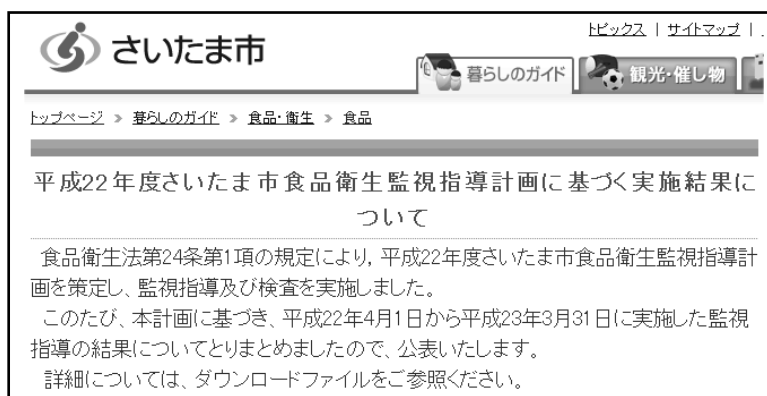 トピックス | サイトマップ |
さいたま市
暮らしのガイド 観光・催し物
トップページ > 暮らしのガイド > 食品・衛生 > 食品
平成22年度さいたま市食品衛生監視指導計画に基づく実施結果に
ついて
食品衛生法第24条第1項の規定により, 平成22年度さいたま市食品衛生監視指導計
画を策定し、監視指導及び検査を実施しました。
このたび、本計画に基づき、平成22年4月1日から平成23年3月31日に実施した監視
指導の結果についてとりまとめましたので、公表いたします。
詳細については、ダウンロードファイルをご参照ください。